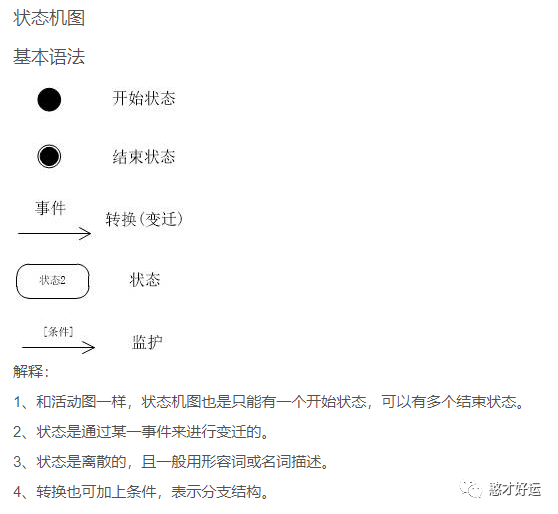 状态机图
基本语法
开始状态
结束状态
事件
转换(变迁)
状态2
状态
[条件]
监护
解释：
1、和活动图一样，状态机图也是只能有一个开始状态，可以有多个结束状态。
2、状态是通过某一事件来进行变迁的。
3、状态是离散的，且一般用形容词或名词描述。
4、转换也可加上条件，表示分支结构。
憨才好运